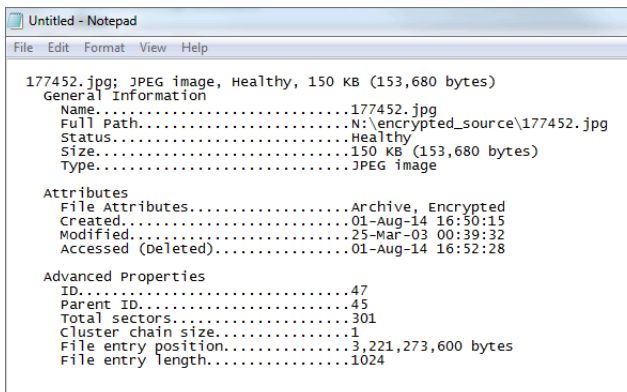 Untitled - Notepad
File Edit Format View Help
177452.jpg; JPEG image, Healthy, 150 KB (153,680 bytes)
General Information
Name..............................177452.jpg
Full Path.........................N:\encrypted_source\177452.jpg
Status............................Healthy
Size..............................150 KB (153,680 bytes)
Type..............................JPEG image
Attributes
File Attributes...................Archive, Encrypted
Created...........................01-Aug-14 16:50:15
Modified..........................25-Mar-03 00:39:32
Accessed (Deleted)................01-Aug-14 16:52:28
Advanced Properties
ID................................47
Parent ID.........................45
Total sectors.....................301
Cluster chain size................1
File entry position...............3,221,273,600 bytes
File entry length.................1024